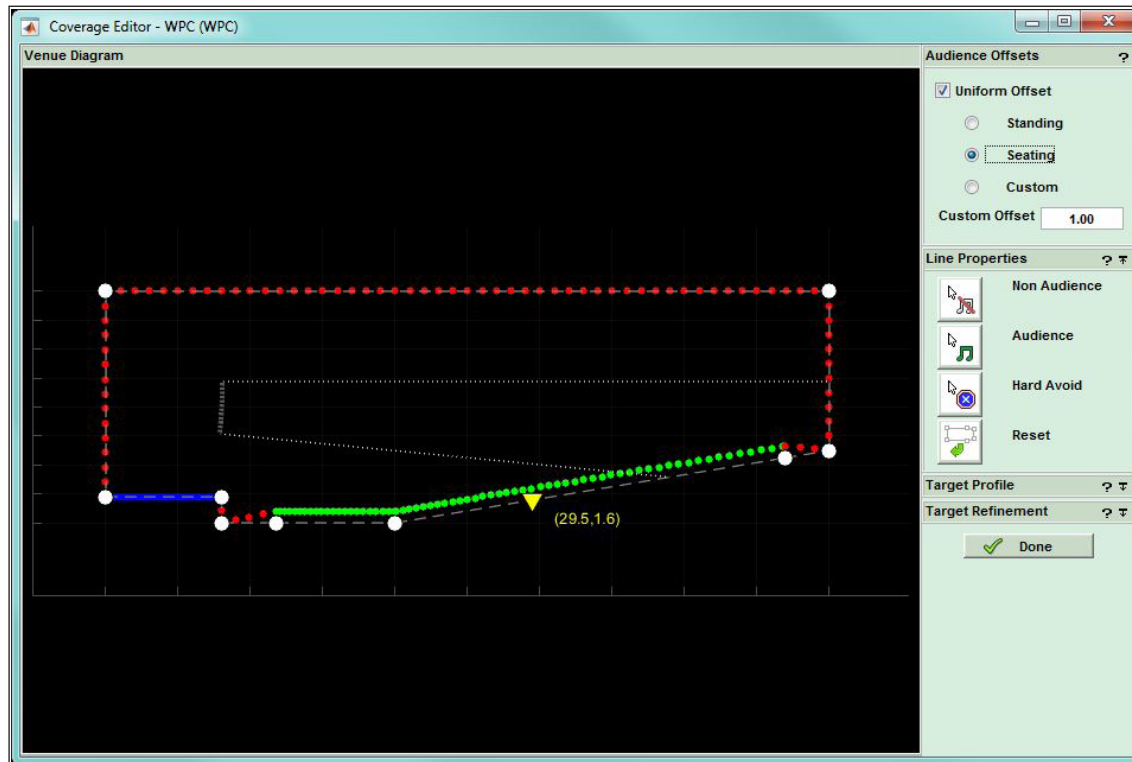 Coverage Editor - WPC (WPC)
Venue Diagram
(29.5,1.6)
Audience Offsets ?
Uniform Offset
Standing
Seating
Custom
Custom Offset 1.00
Line Properties ?
Non Audience
Audience
Hard Avoid
Reset
Target Profile ?
Target Refinement ?
Done